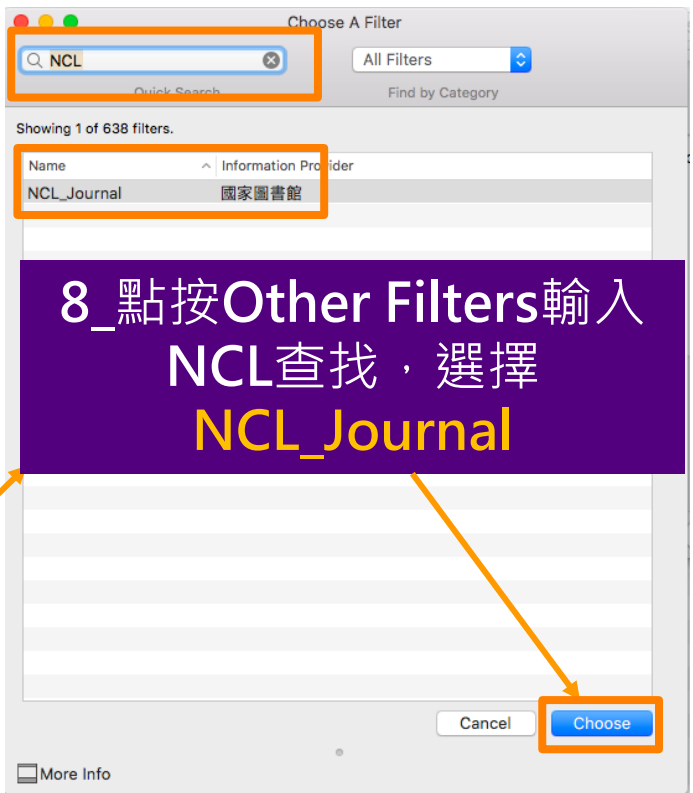 Choose A Filter
NCL
All Filters
Quick Search
Find by Category
Showing 1 of 638 filters.
Name
Information Provider
NCL_Journal
國家圖書館
8_點按Other Filters輸入
NCL查找，選擇
NCL_Journal
Cancel
Choose
More Info